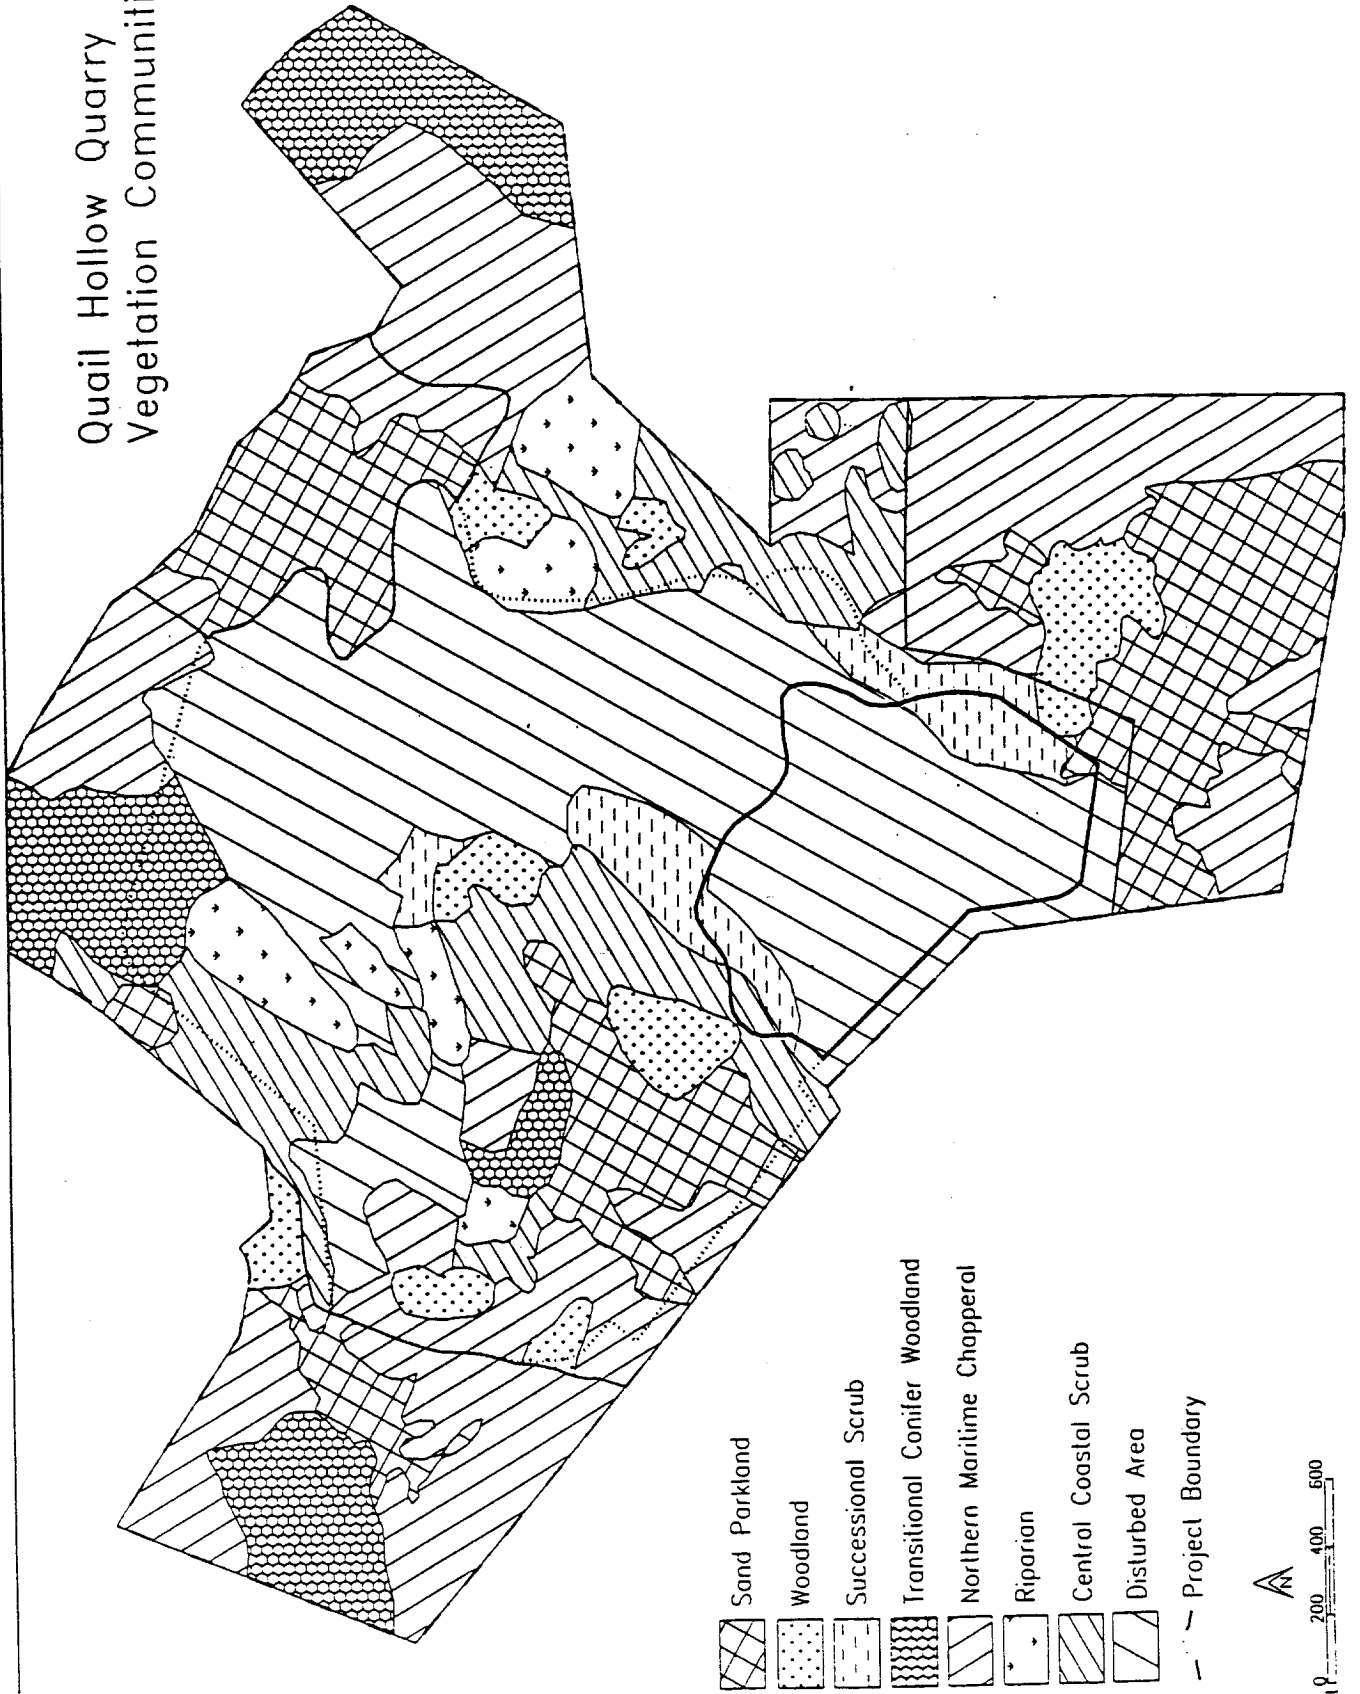 Quail Hollow Quarry
Vegetation Communiti
Sand Parkland
Woodland
Successional Scrub
Transitional Conifer Woodland
Northern Maritime Chapperal
Riparian
Central Coastal Scrub
Disturbed Area
Project Boundary
N
0 200 400 600